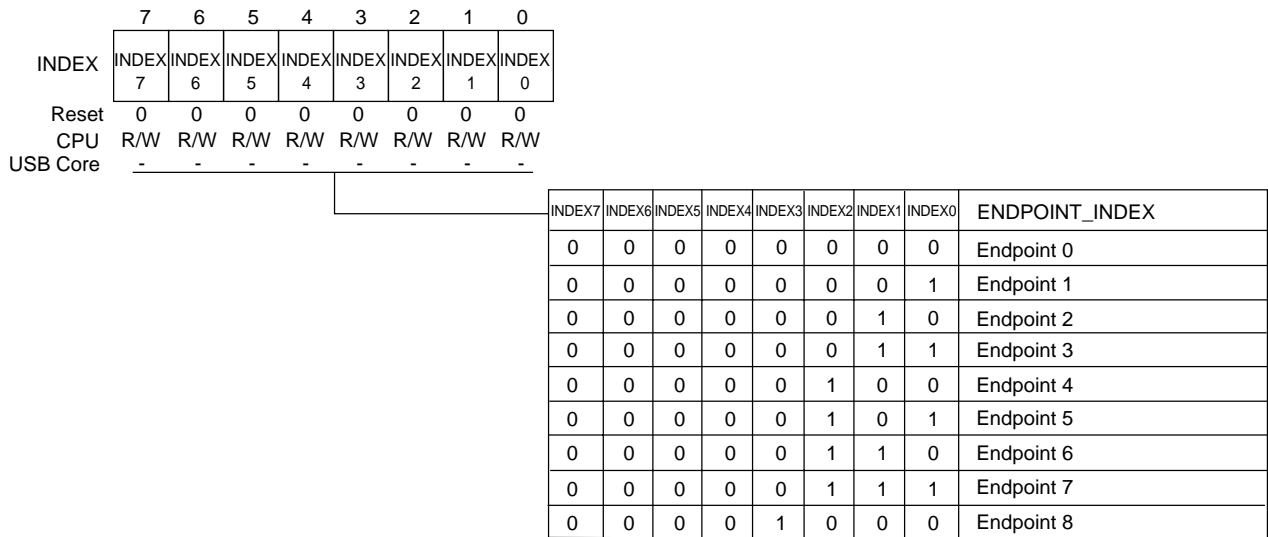 7 6 5 4 3 2 1 0
INDEX INDEX 7 INDEX 6 INDEX 5 INDEX 4 INDEX 3 INDEX 2 INDEX 1 INDEX 0
Reset 0 0 0 0 0 0 0 0
CPU R/W R/W R/W R/W R/W R/W R/W R/W
USB Core - - - - - - - -
INDEX7 INDEX6 INDEX5 INDEX4 INDEX3 INDEX2 INDEX1 INDEX0 ENDPOINT_INDEX
0 0 0 0 0 0 0 0 Endpoint 0
0 0 0 0 0 0 0 1 Endpoint 1
0 0 0 0 0 0 1 0 Endpoint 2
0 0 0 0 0 0 1 1 Endpoint 3
0 0 0 0 0 1 0 0 Endpoint 4
0 0 0 0 0 1 0 1 Endpoint 5
0 0 0 0 0 1 1 0 Endpoint 6
0 0 0 0 0 1 1 1 Endpoint 7
0 0 0 0 1 0 0 0 Endpoint 8